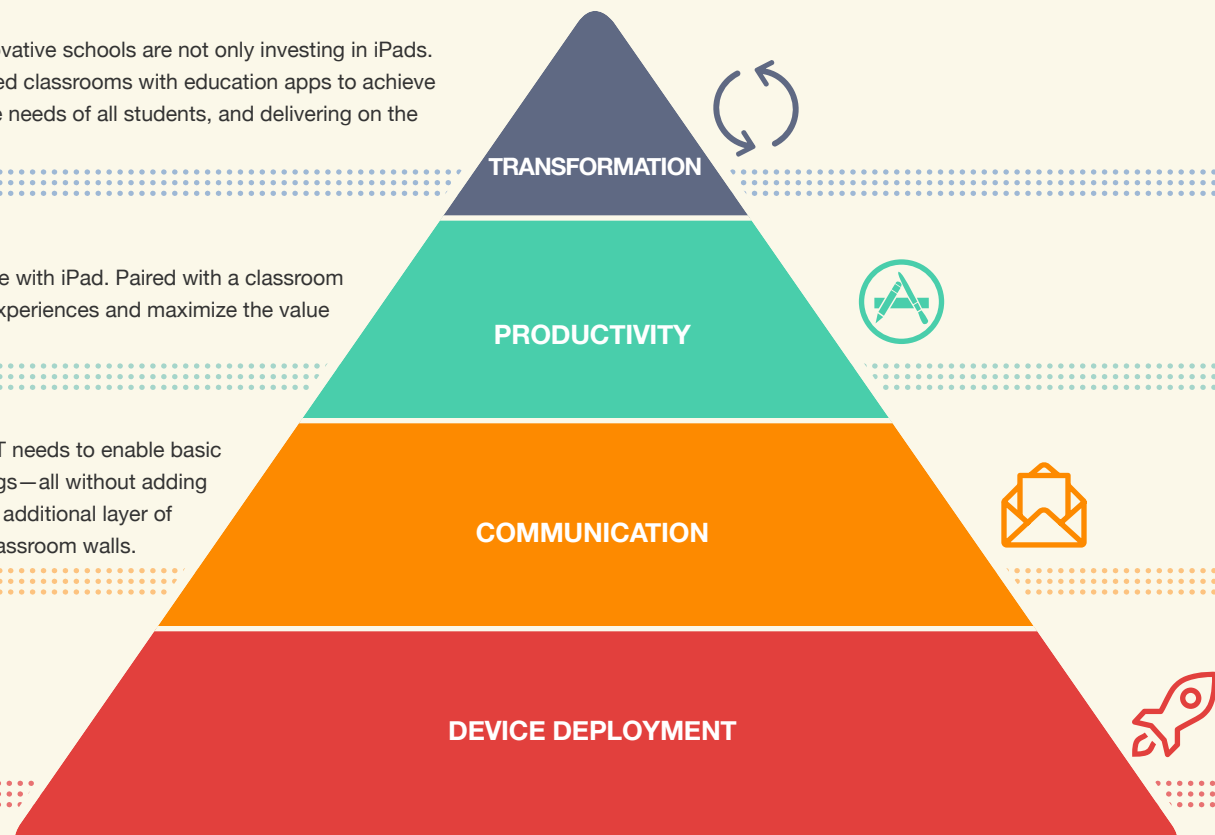 ovative schools are not only investing in iPads.
ed classrooms with education apps to achieve
e needs of all students, and delivering on the
TRANSFORMATION
e with iPad. Paired with a classroom
xperiences and maximize the value
PRODUCTIVITY
T needs to enable basic
gs—all without adding
additional layer of
assroom walls.
COMMUNICATION
DEVICE DEPLOYMENT